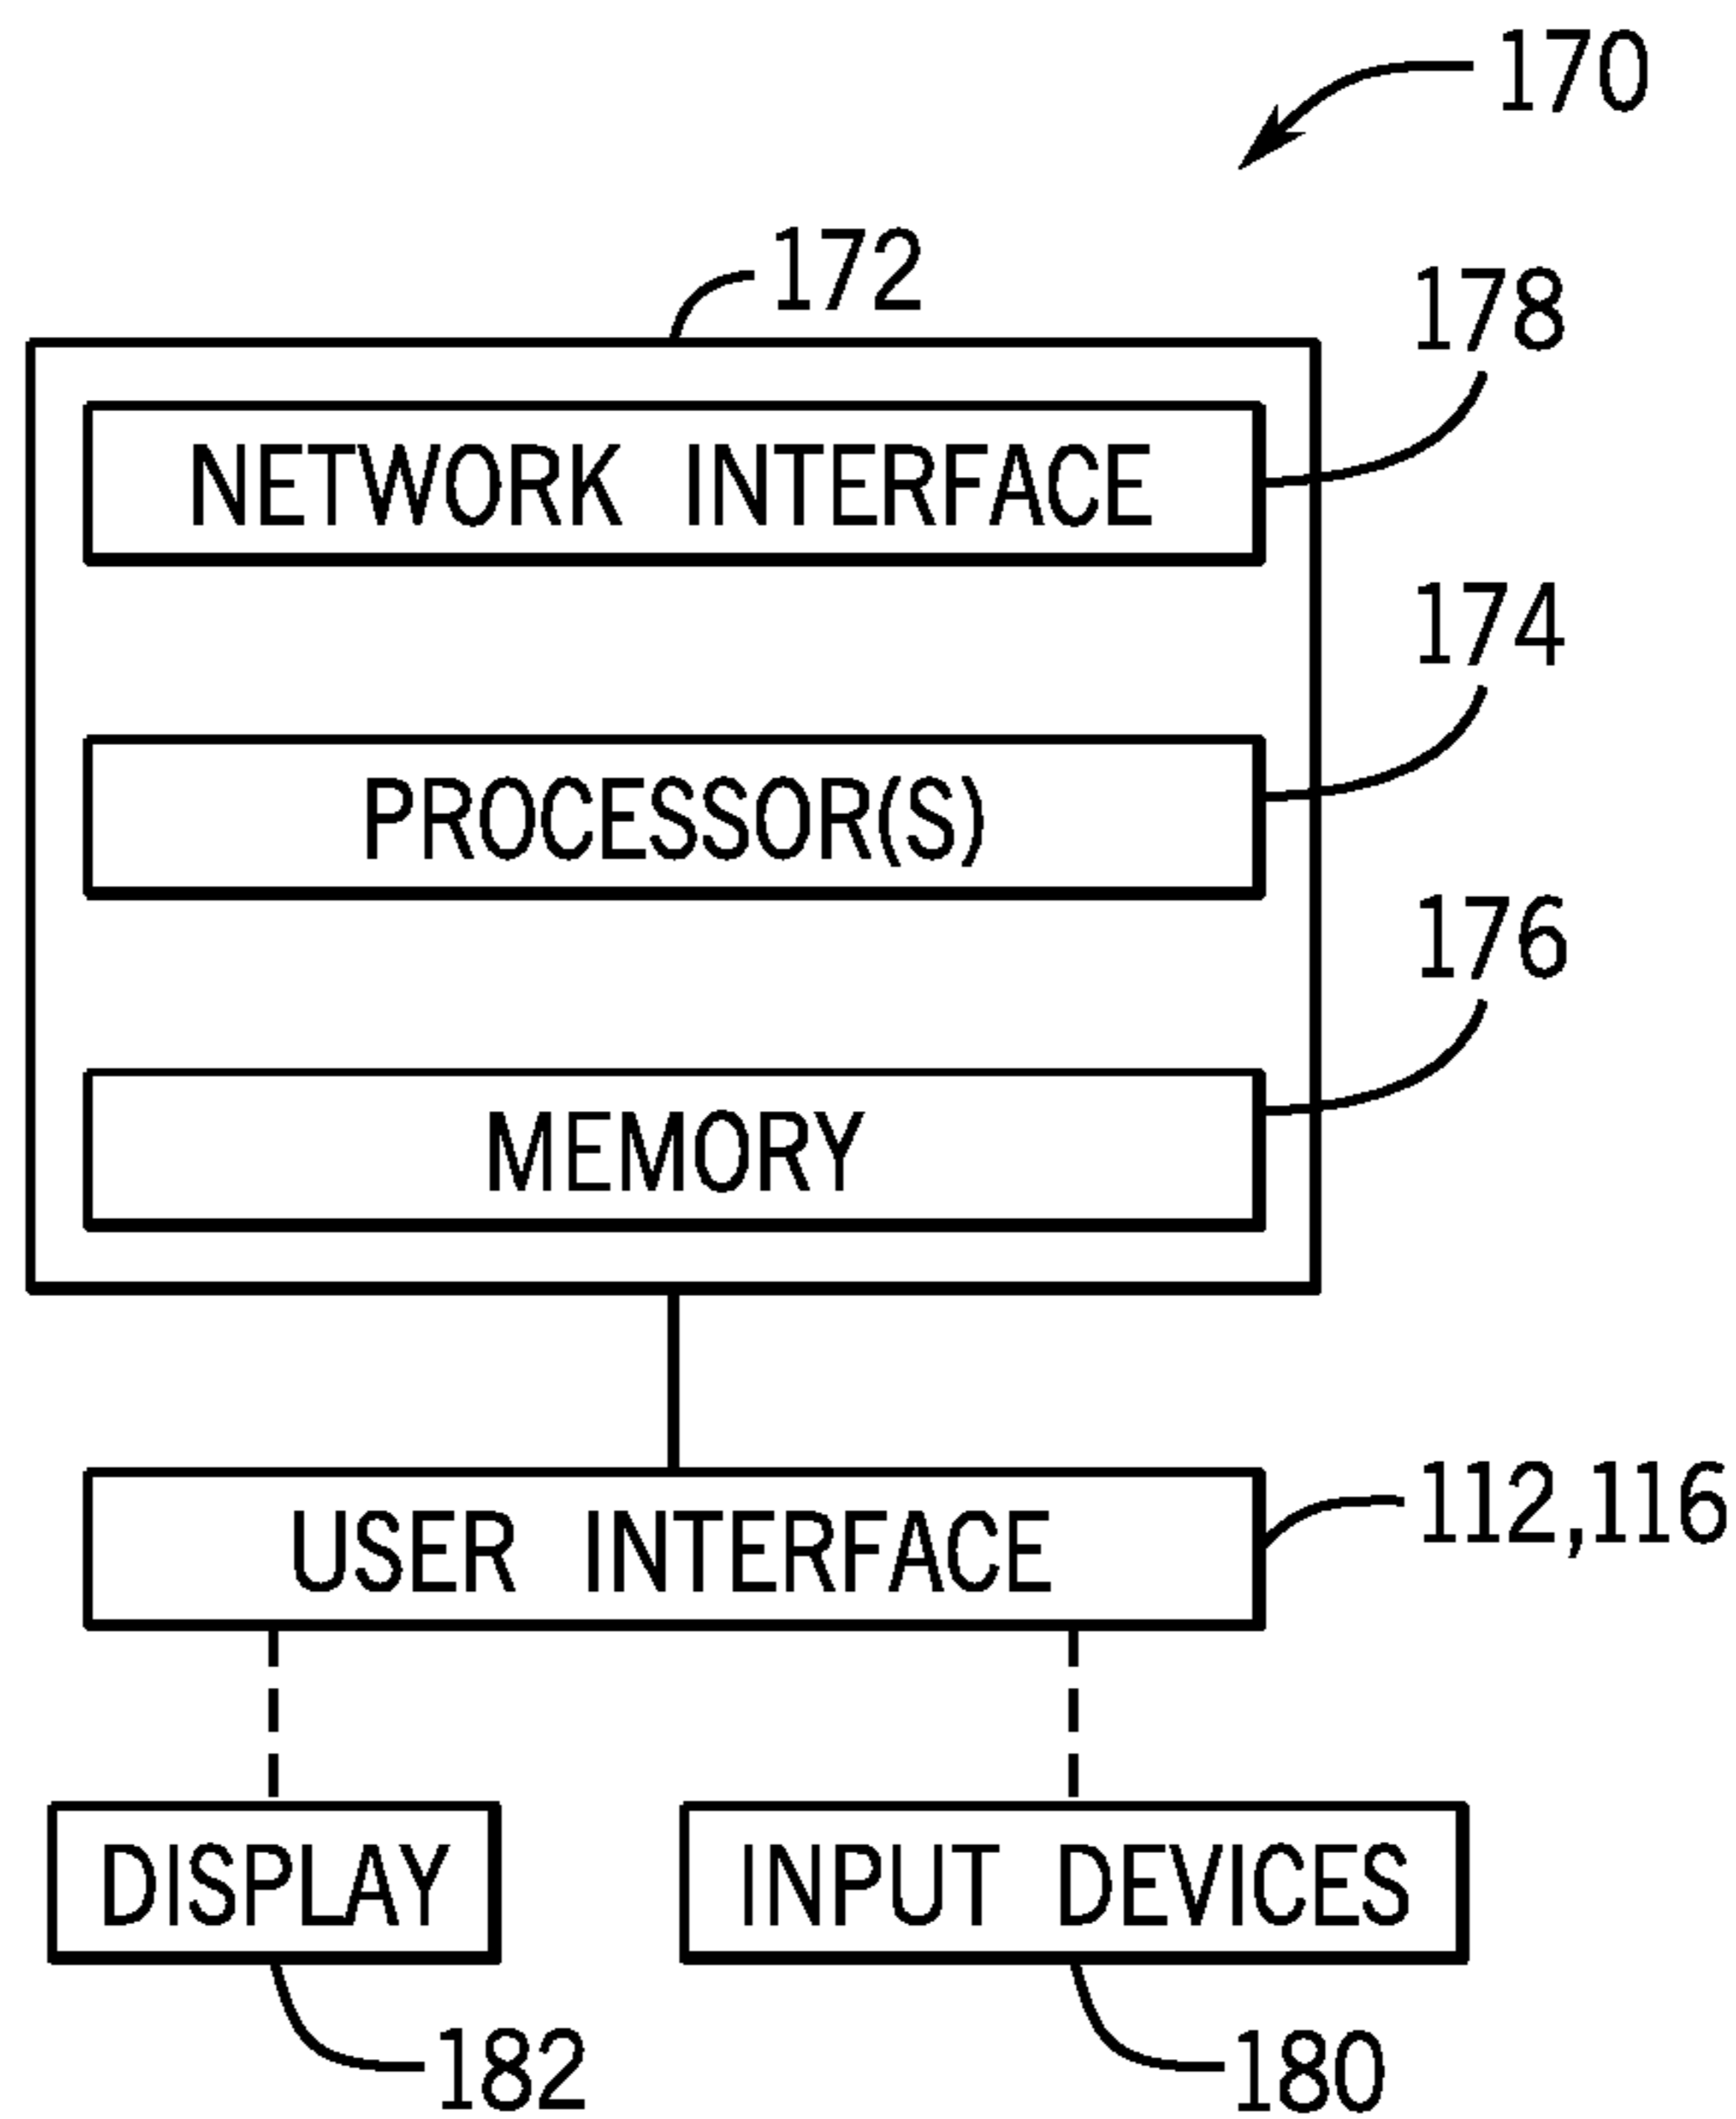 170
172
178
NETWORK INTERFACE
174
PROCESSOR(S)
176
MEMORY
112,116
USER INTERFACE
DISPLAY
INPUT DEVICES
182
180